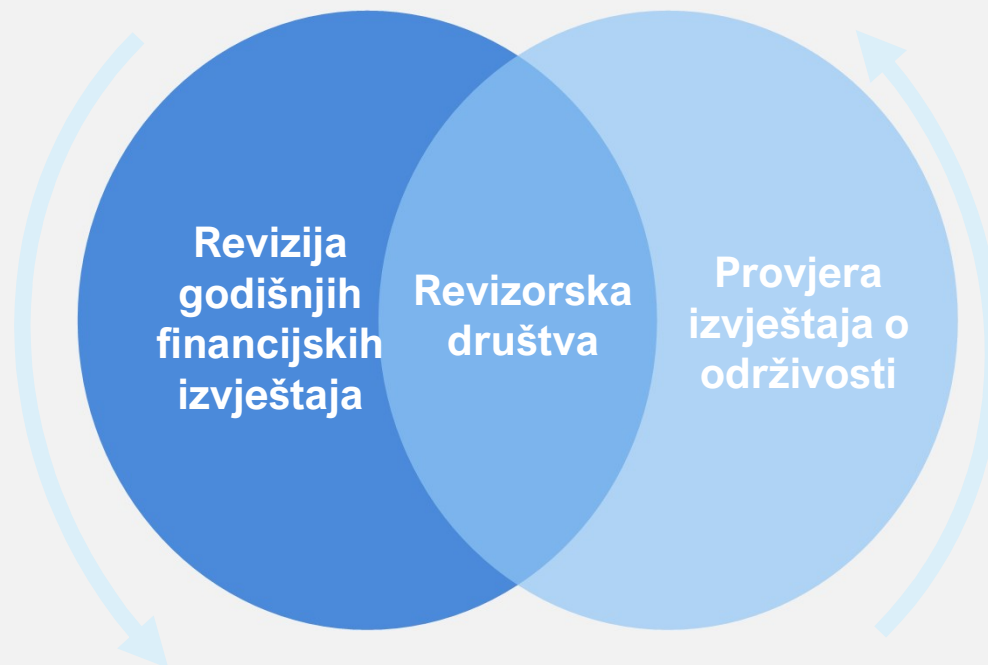 Revizija
godišnjih
financijskih
izvještaja
Revizorska
društva
Provjera
izvještaja o
održivosti